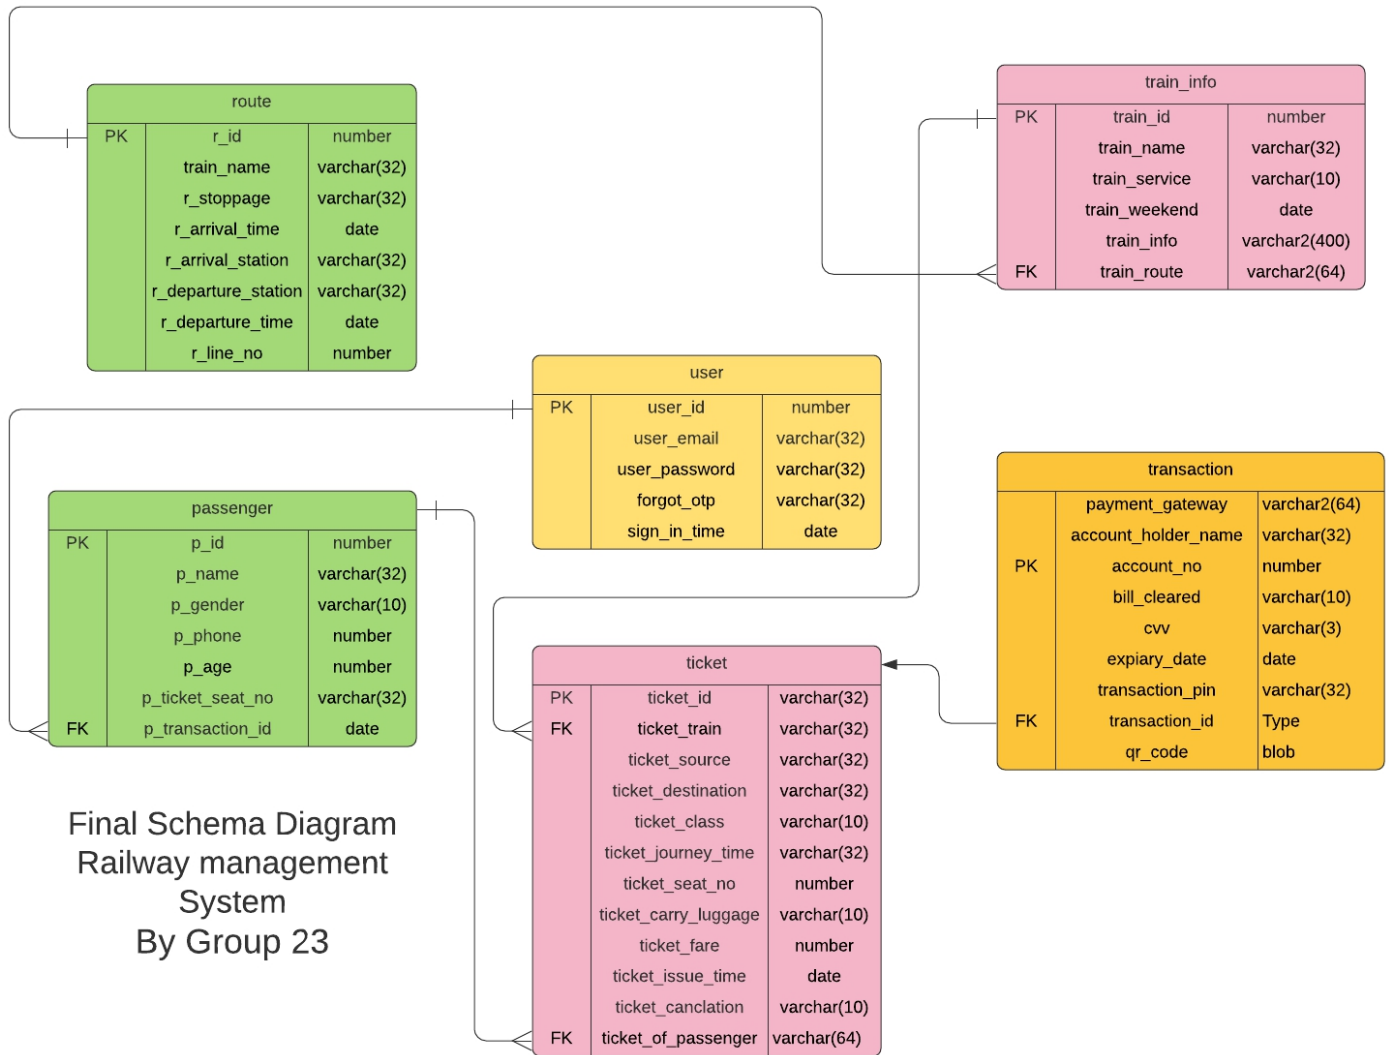 route
PK r_id number
train_name varchar(32)
r_stoppage varchar(32)
r_arrival_time date
r_arrival_station varchar(32)
r_departure_station varchar(32)
r_departure_time date
r_line_no number
train_info
PK train_id number
train_name varchar(32)
train_service varchar(10)
train_weekend date
train_info varchar2(400)
FK train_route varchar2(64)
user
PK user_id number
user_email varchar(32)
user_password varchar(32)
forgot_otp varchar(32)
sign_in_time date
passenger
PK p_id number
p_name varchar(32)
p_gender varchar(10)
p_phone number
p_age number
p_ticket_seat_no varchar(32)
FK p_transaction_id date
transaction
payment_gateway varchar2(64)
account_holder_name varchar(32)
PK account_no number
bill_cleared varchar(10)
cvv varchar(3)
expiary_date date
transaction_pin varchar(32)
FK transaction_id Type
qr_code blob
ticket
PK ticket_id varchar(32)
FK ticket_train varchar(32)
ticket_source varchar(32)
ticket_destination varchar(32)
ticket_class varchar(10)
ticket_journey_time varchar(32)
ticket_seat_no number
ticket_carry_luggage varchar(10)
ticket_fare number
ticket_issue_time date
ticket_canclation varchar(10)
FK ticket_of_passenger varchar(64)
Final Schema Diagram
Railway management
System
By Group 23